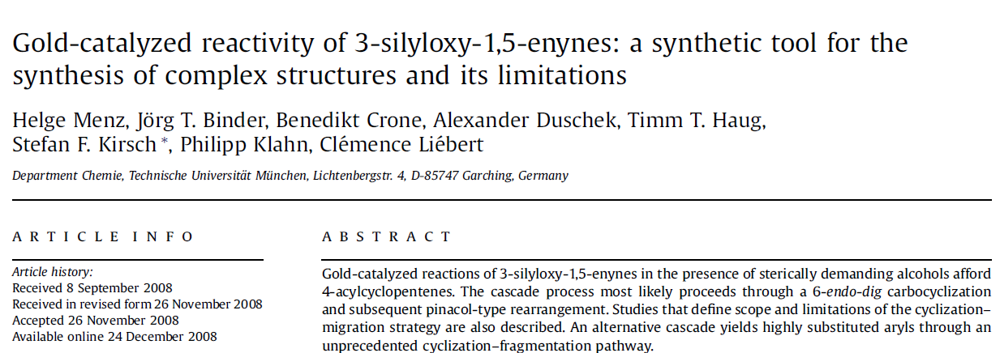 Gold-catalyzed reactivity of 3-silyloxy-1,5-enynes: a synthetic tool for the
synthesis of complex structures and its limitations
Helge Menz, Jörg T. Binder, Benedikt Crone, Alexander Duschek, Timm T. Haug,
Stefan F. Kirsch*, Philipp Klahn, Clémence Liébert
Department Chemie, Technische Universität München, Lichtenbergstr. 4, D-85747 Garching, Germany
ARTICLE INFO
Article history:
Received 8 September 2008
Received in revised form 26 November 2008
Accepted 26 November 2008
Available online 24 December 2008
ABSTRACT
Gold-catalyzed reactions of 3-silyloxy-1,5-enynes in the presence of sterically demanding alcohols afford
4-acylcyclopentenes. The cascade process most likely proceeds through a 6-endo-dig carbocyclization
and subsequent pinacol-type rearrangement. Studies that define scope and limitations of the cyclization–
migration strategy are also described. An alternative cascade yields highly substituted aryls through an
unprecedented cyclization–fragmentation pathway.